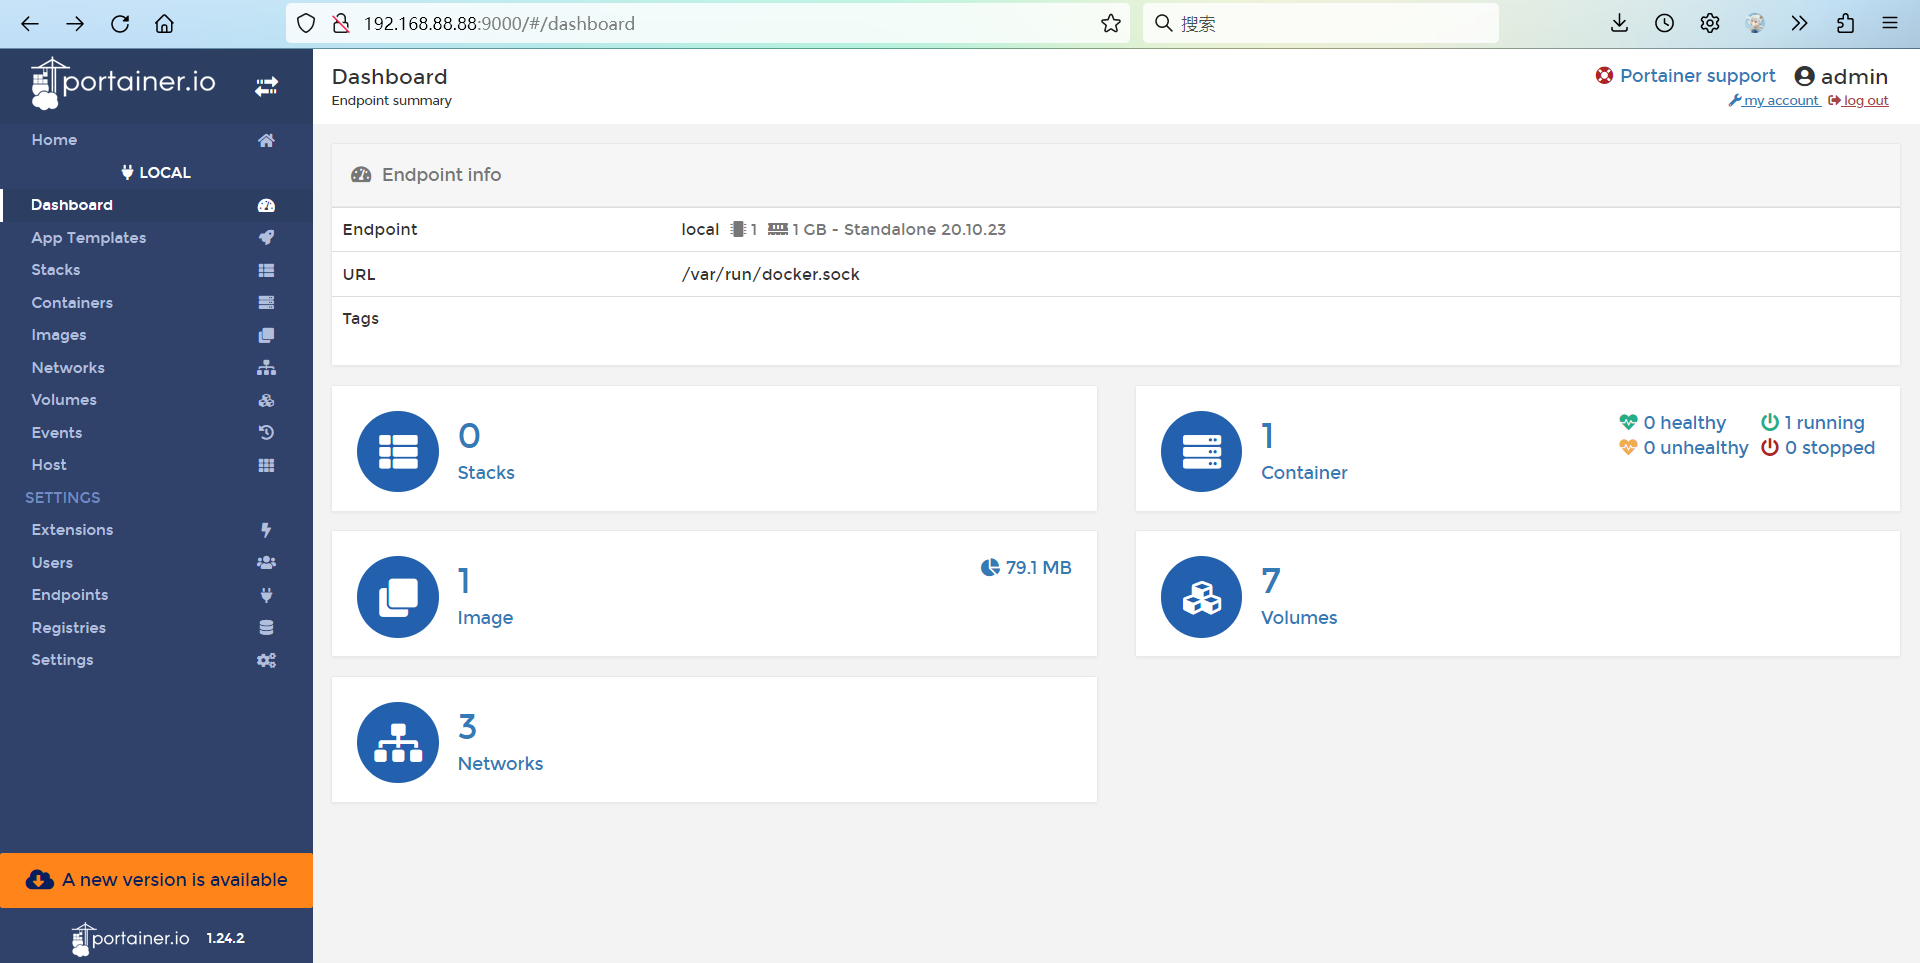 192.168.88.88:9000/#/dashboard
搜索
portainer.io
Home
LOCAL
Dashboard
App Templates
Stacks
Containers
Images
Networks
Volumes
Events
Host
SETTINGS
Extensions
Users
Endpoints
Registries
Settings
A new version is available
portainer.io 1.24.2
Dashboard
Endpoint summary
Portainer support admin
my account log out
Endpoint info
Endpoint local 1 1 GB - Standalone 20.10.23
URL /var/run/docker.sock
Tags
0
Stacks
1
Container
0 healthy 1 running
0 unhealthy 0 stopped
1
Image
79.1 MB
7
Volumes
3
Networks